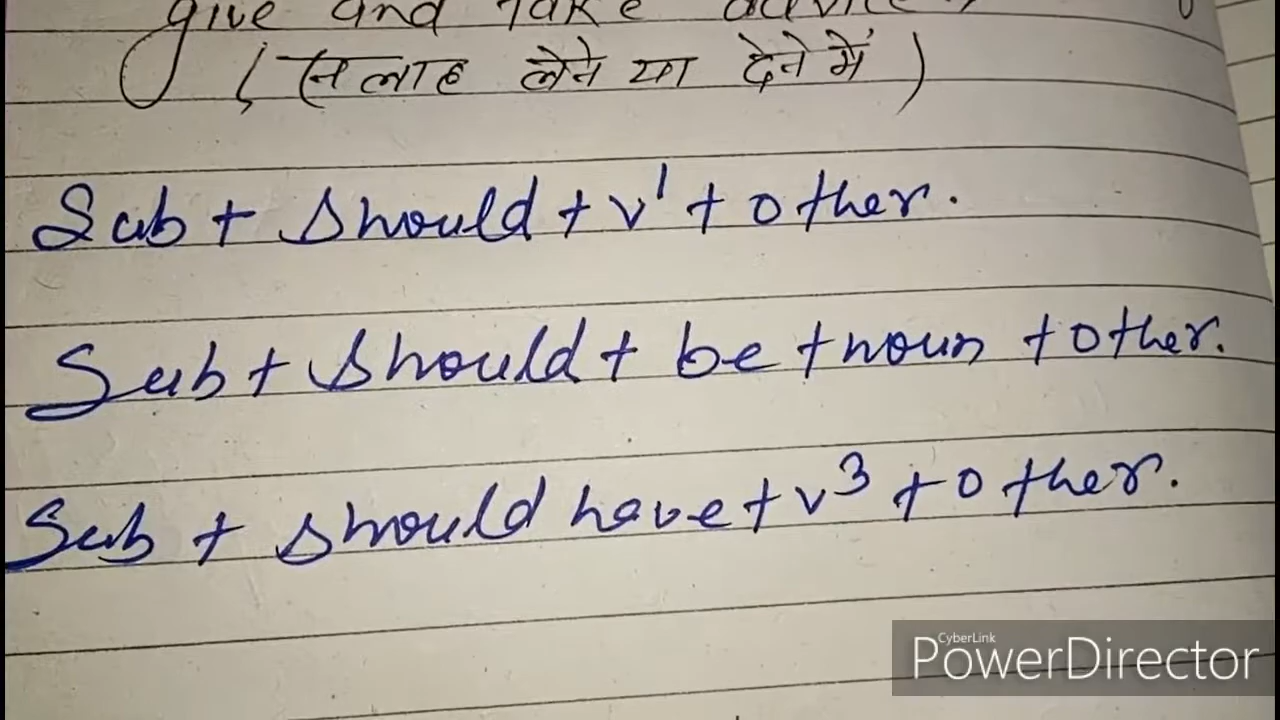 give and take advice
( सलाह लेने या देने में )
Sub + should + v¹ + other.
Sub + should + be + noun + other.
Sub + should have + v³ + other.
CyberLink
PowerDirector